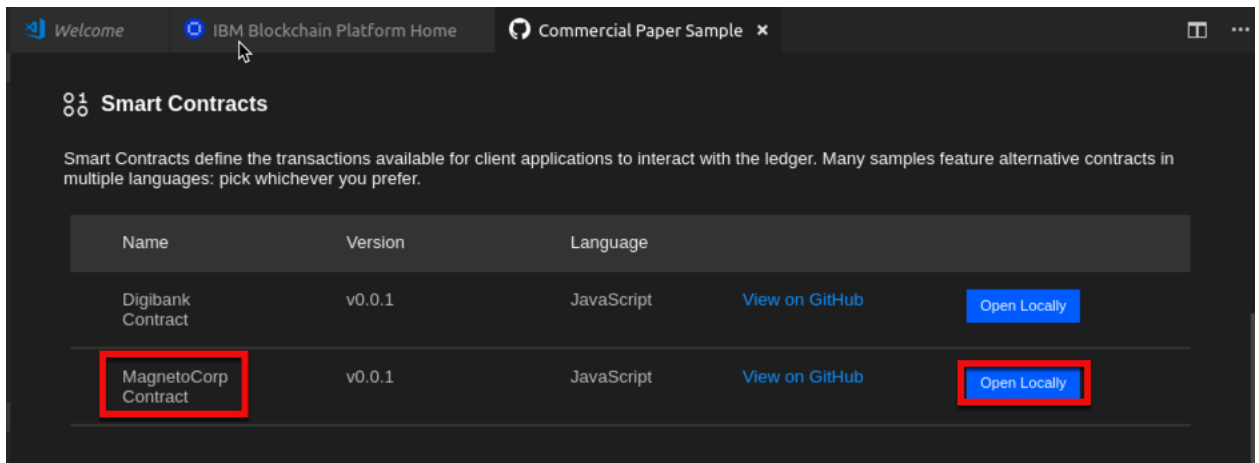 Welcome IBM Blockchain Platform Home Commercial Paper Sample
Smart Contracts
Smart Contracts define the transactions available for client applications to interact with the ledger. Many samples feature alternative contracts in
multiple languages: pick whichever you prefer.
Name Version Language
Digibank v0.0.1 JavaScript View on GitHub Open Locally
Contract
MagnetoCorp v0.0.1 JavaScript View on GitHub Open Locally
Contract